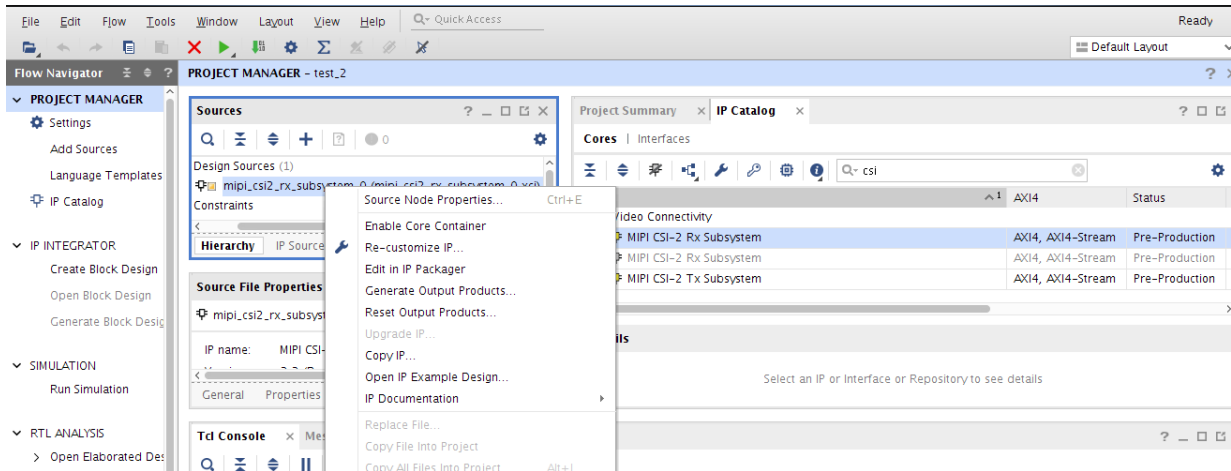 File Edit Flow Tools Window Layout View Help Quick Access Ready
Default Layout
Flow Navigator ? PROJECT MANAGER - test_2 ?
PROJECT MANAGER
Settings
Add Sources
Language Templates
IP Catalog
IP INTEGRATOR
Create Block Design
Open Block Design
Generate Block Desig
SIMULATION
Run Simulation
RTL ANALYSIS
Open Elaborated Des
Sources ?
0
Design Sources (1)
mipi_csi2_rx_subsystem_0 (mipi_csi2_rx_subsystem_0.xci)
Constraints
Hierarchy IP Source
Source File Properties
mipi_csi2_rx_subsyst
IP name: MIPI CSI-
General Properties
Tcl Console Me
Source Node Properties... Ctrl+E
Enable Core Container
Re-customize IP...
Edit in IP Packager
Generate Output Products...
Reset Output Products...
Upgrade IP...
Copy IP...
Open IP Example Design...
IP Documentation
Replace File...
Copy File Into Project
Copy All Files Into Project Alt+I
Project Summary IP Catalog ?
Cores | Interfaces
csi
1 AXI4 Status
Video Connectivity
MIPI CSI-2 Rx Subsystem AXI4, AXI4-Stream Pre-Production
MIPI CSI-2 Rx Subsystem AXI4, AXI4-Stream Pre-Production
MIPI CSI-2 Tx Subsystem AXI4, AXI4-Stream Pre-Production
ils
Select an IP or Interface or Repository to see details
?